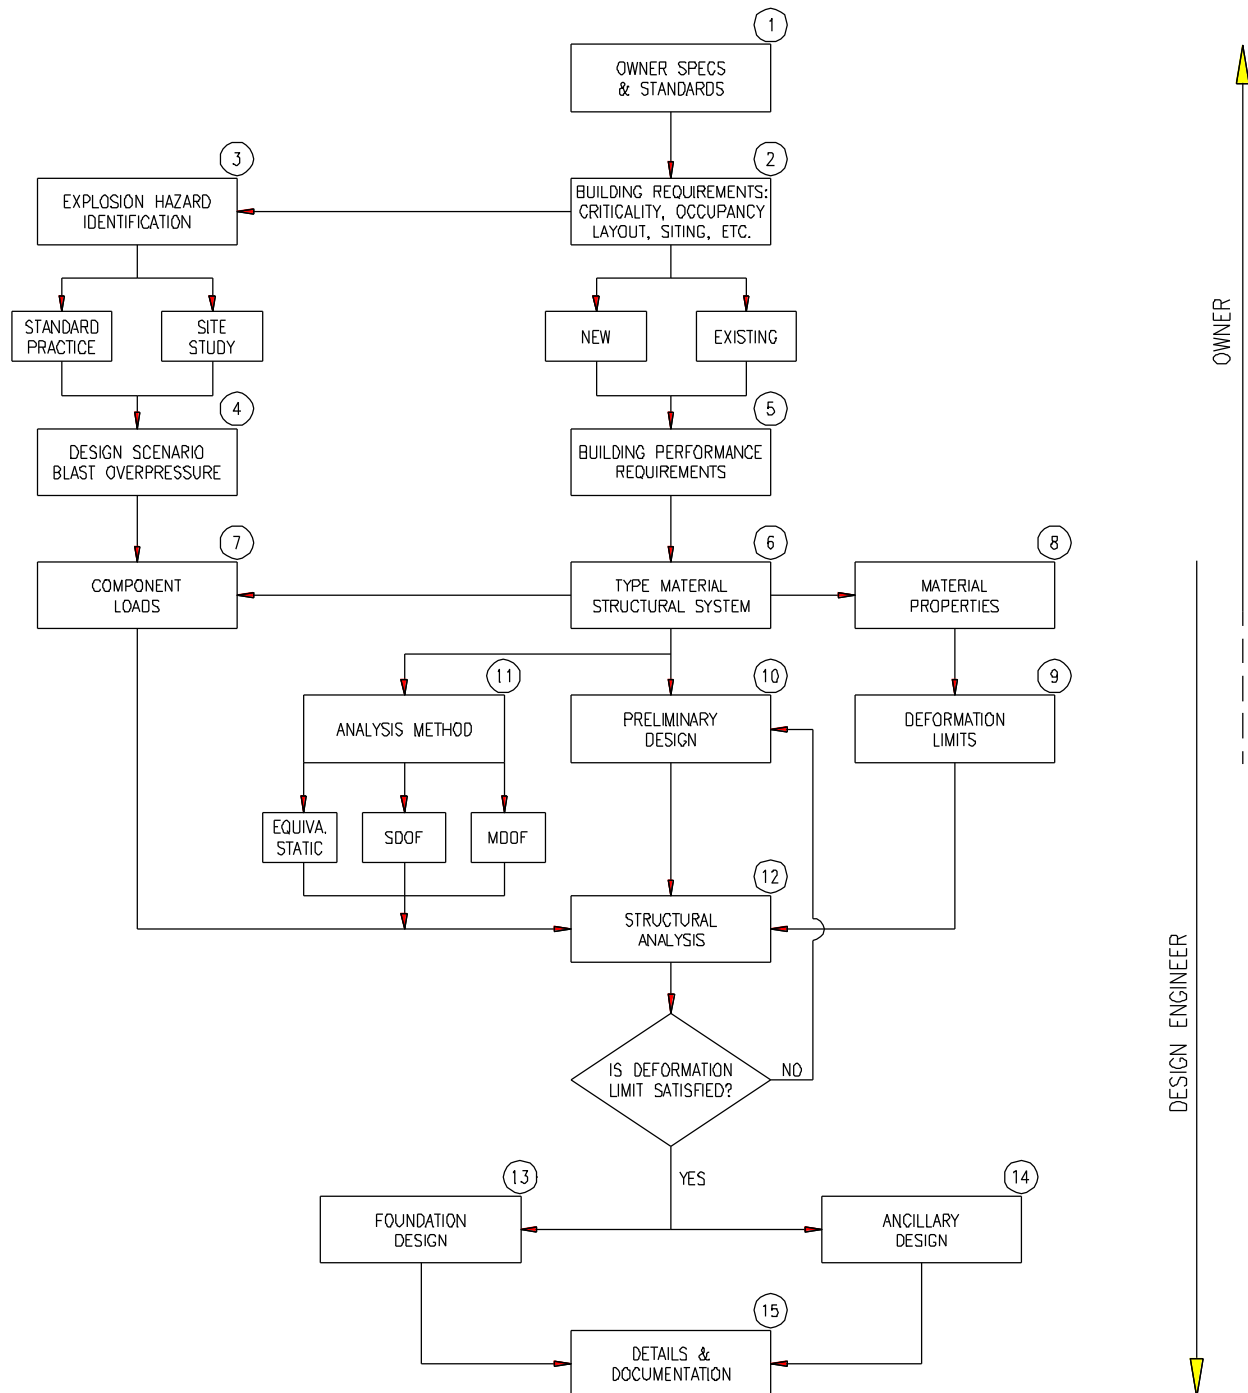 1
OWNER SPECS
& STANDARDS
3
EXPLOSION HAZARD
IDENTIFICATION
2
BUILDING REQUIREMENTS:
CRITICALITY, OCCUPANCY
LAYOUT, SITING, ETC.
STANDARD
PRACTICE
SITE
STUDY
NEW
EXISTING
OWNER
4
DESIGN SCENARIO
BLAST OVERPRESSURE
5
BUILDING PERFORMANCE
REQUIREMENTS
7
COMPONENT
LOADS
6
TYPE MATERIAL
STRUCTURAL SYSTEM
8
MATERIAL
PROPERTIES
11
ANALYSIS METHOD
10
PRELIMINARY
DESIGN
9
DEFORMATION
LIMITS
EQUIVA.
STATIC
SDOF
MDOF
12
STRUCTURAL
ANALYSIS
DESIGN ENGINEER
IS DEFORMATION
LIMIT SATISFIED?
NO
YES
13
FOUNDATION
DESIGN
14
ANCILLARY
DESIGN
15
DETAILS &
DOCUMENTATION